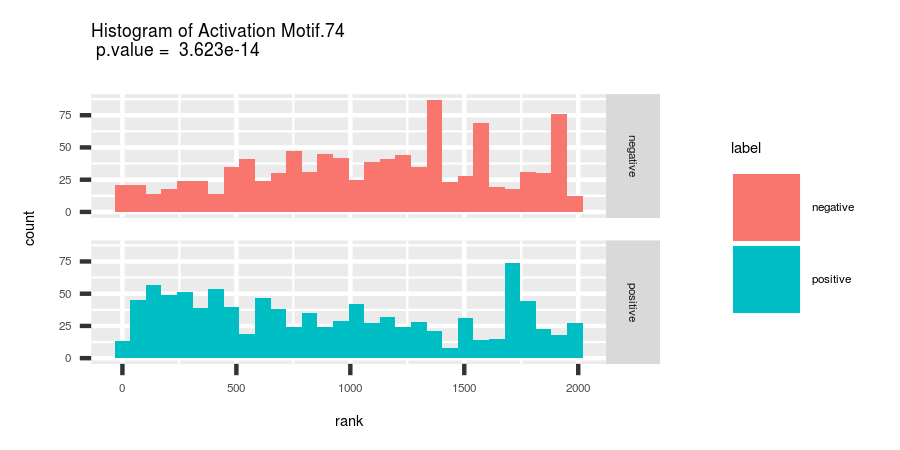 Histogram of Activation Motif.74
p.value = 3.623e-14
75
50
25
0
negative
75
50
25
0
positive
0 500 1000 1500 2000
rank
count
label
negative
positive